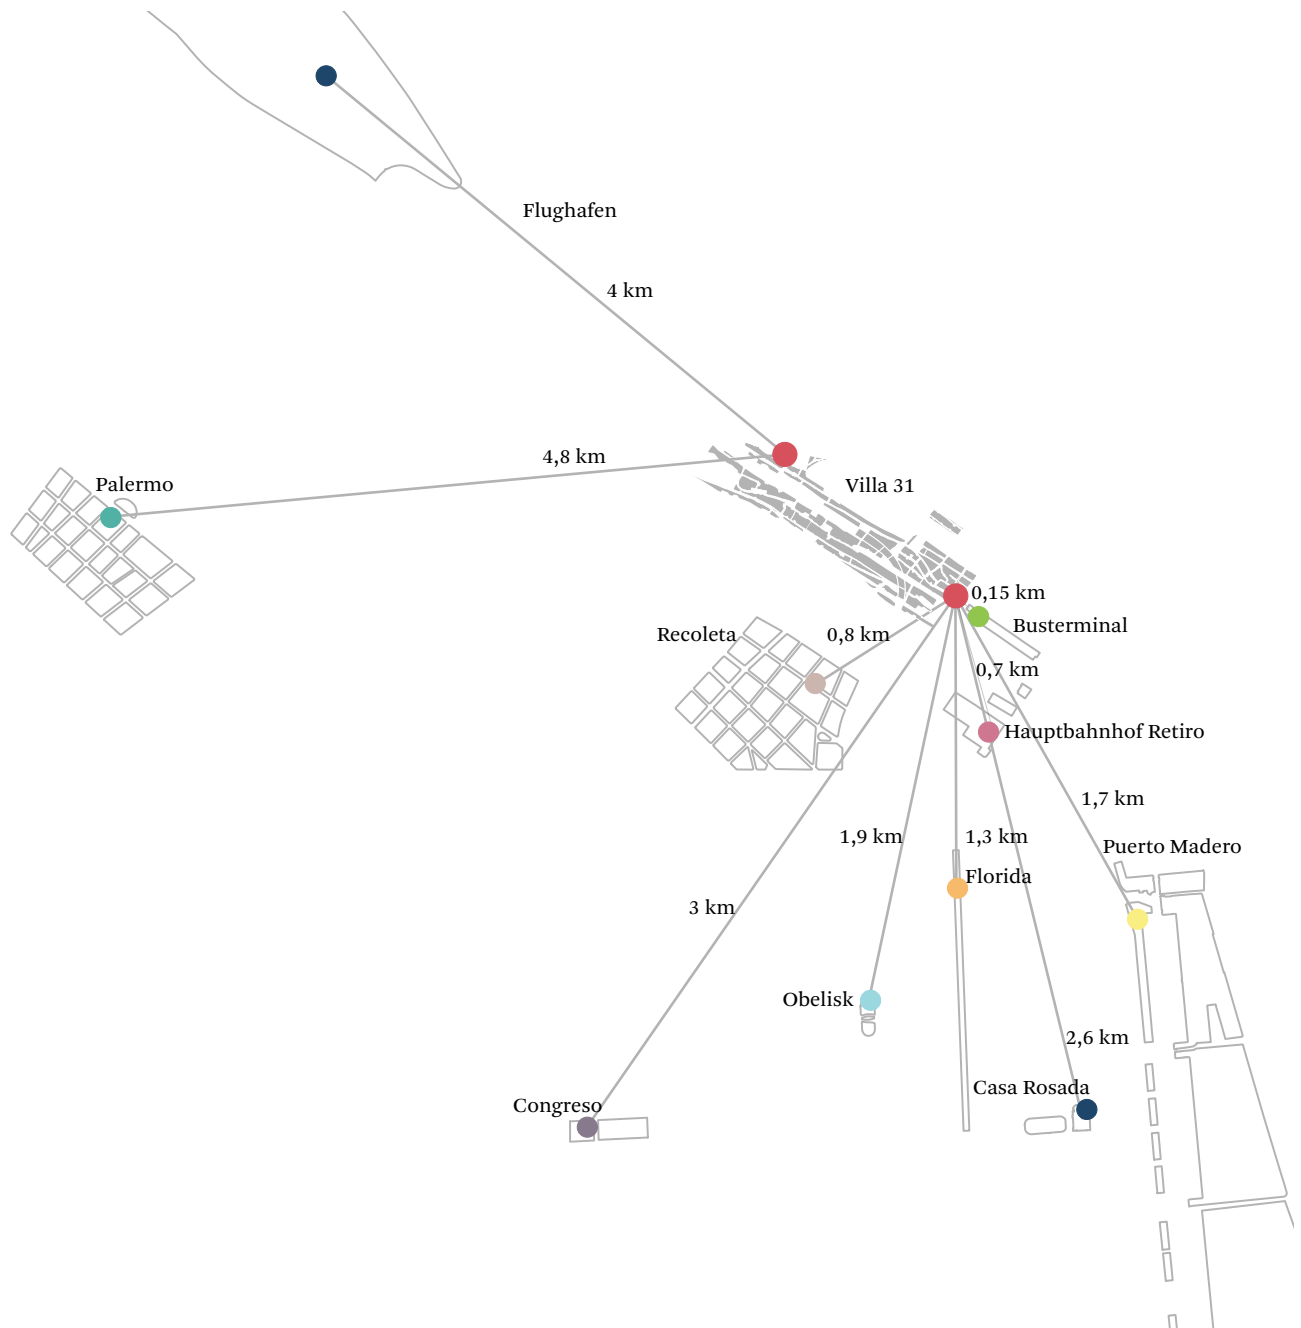 Flughafen
4 km
4,8 km
Palermo
Villa 31
0,15 km
Busterminal
Recoleta
0,8 km
0,7 km
Hauptbahnhof Retiro
1,7 km
1,9 km
1,3 km
Puerto Madero
Florida
3 km
Obelisk
2,6 km
Casa Rosada
Congreso